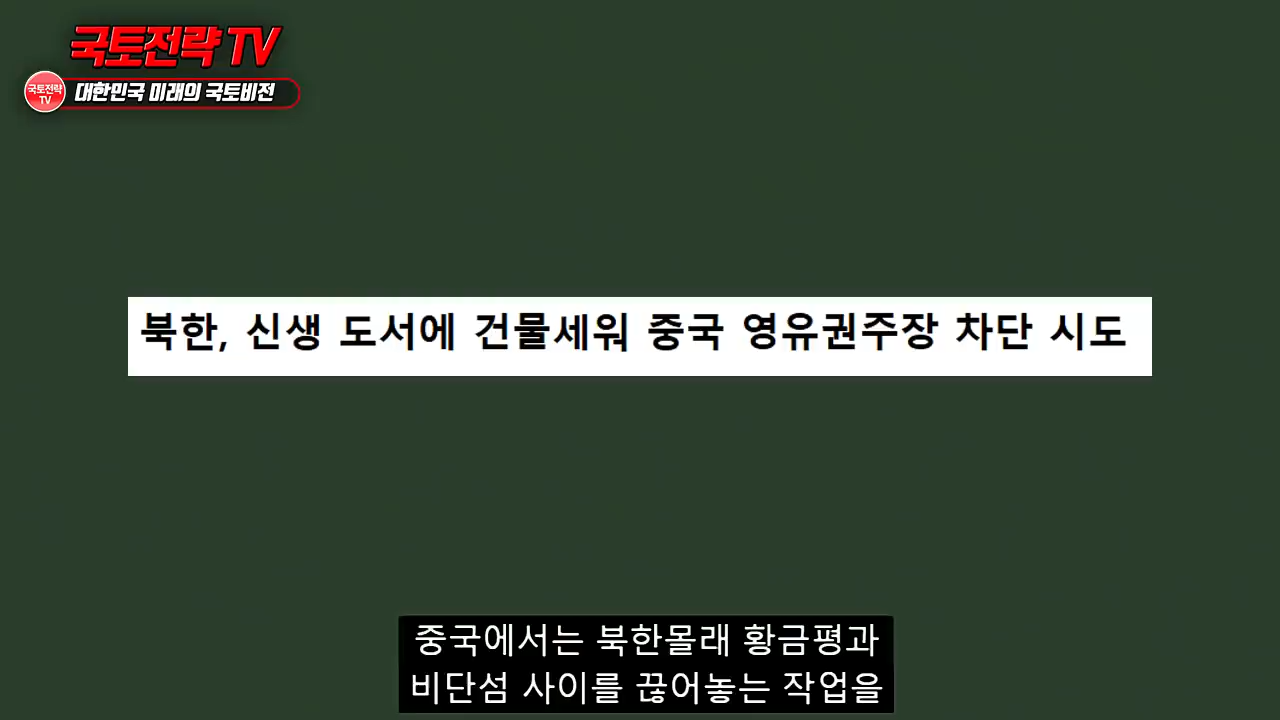 국토전략 TV
국토전략
TV
대한민국 미래의 국토비전
북한, 신생 도서에 건물세워 중국 영유권주장 차단 시도
중국에서는 북한몰래 황금평과
비단섬 사이를 끊어놓는 작업을